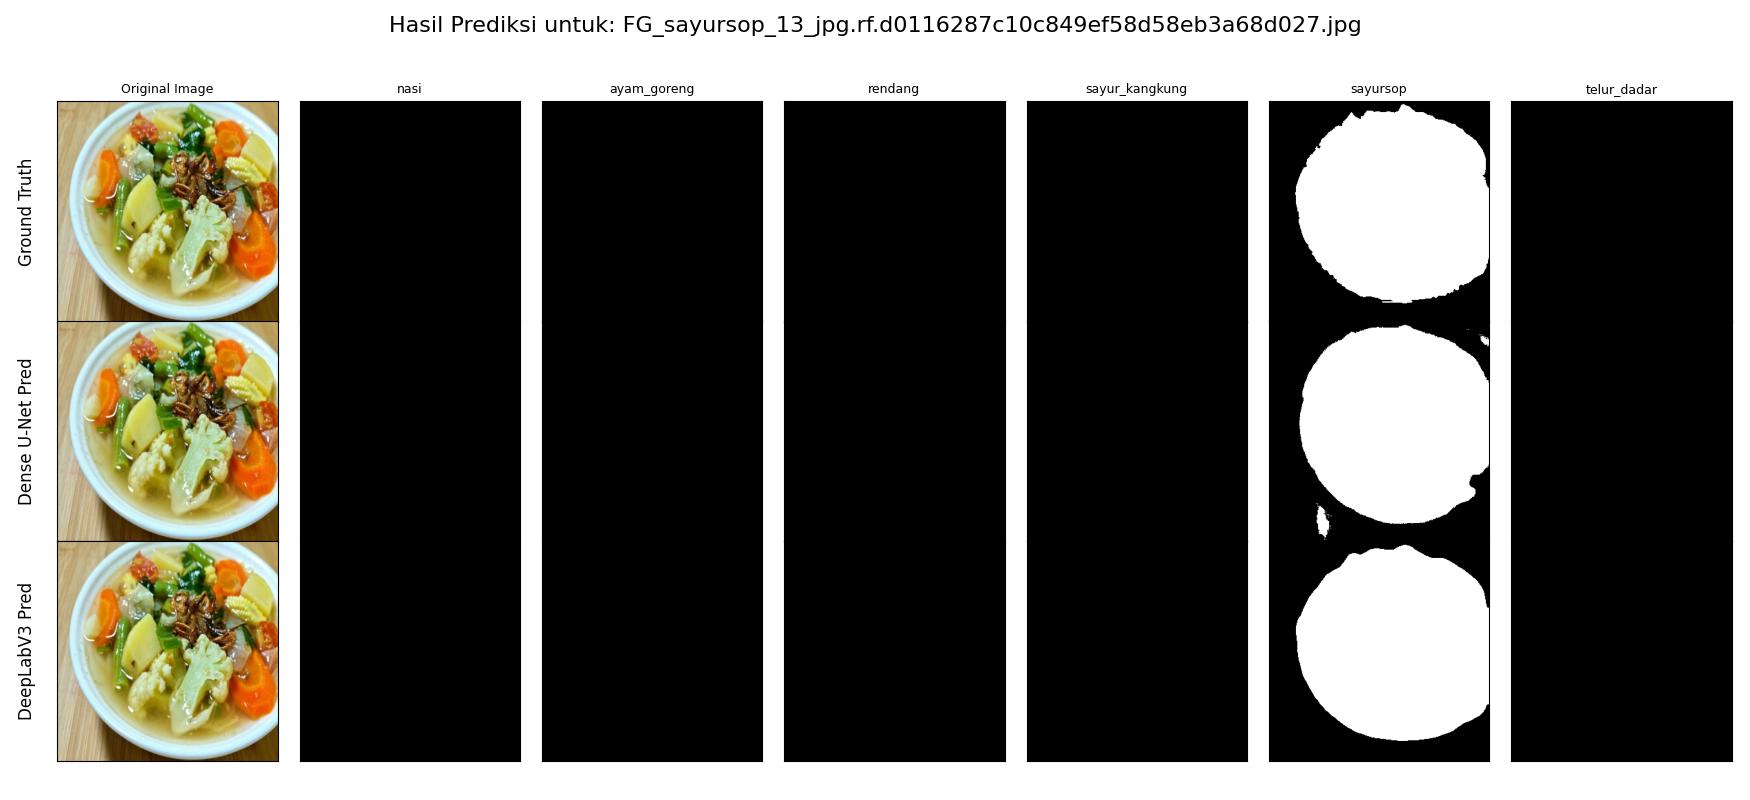 Hasil Prediksi untuk: FG_sayursop_13_jpg.rf.d0116287c10c849ef58d58eb3a68d027.jpg
Original Image nasi ayam_goreng rendang sayur_kangkung sayursop telur_dadar
Ground Truth
Dense U-Net Pred
DeepLabV3 Pred